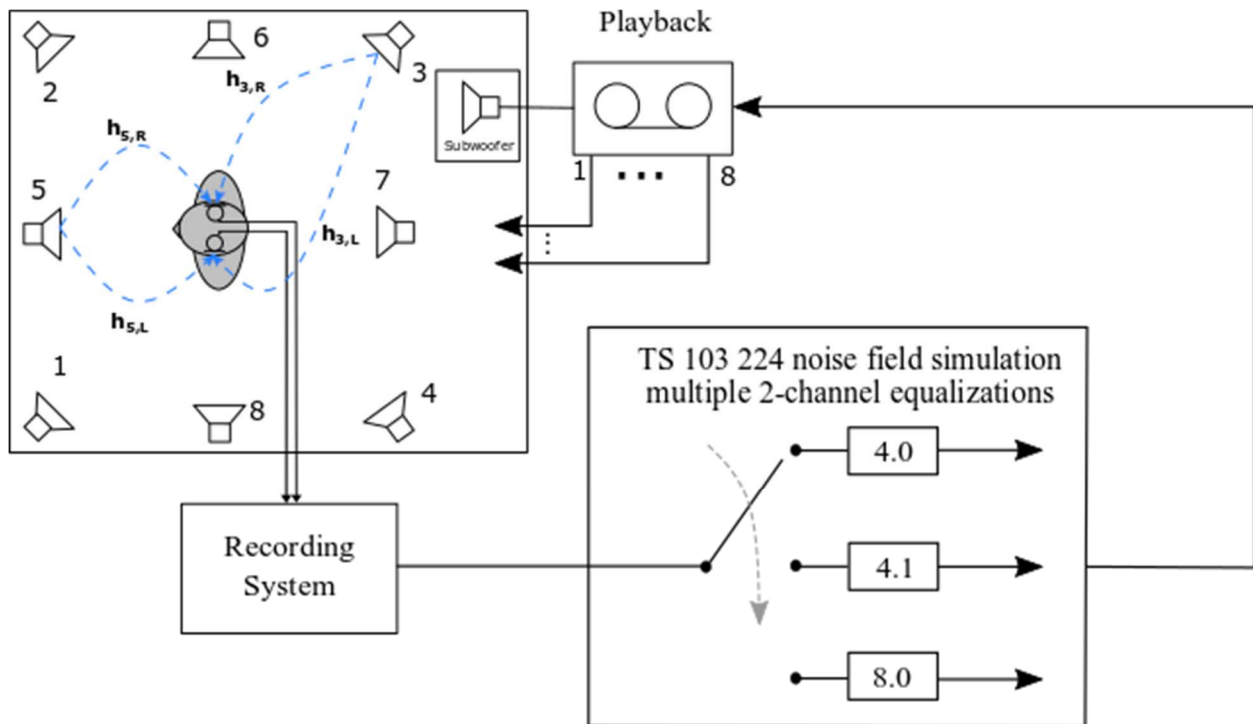 Playback
6
3
2
h3,R
Subwoofer
1
...
8
h5,R
5
7
h3,L
h5,L
1
8
4
TS 103 224 noise field simulation
multiple 2-channel equalizations
4.0
Recording
System
4.1
8.0